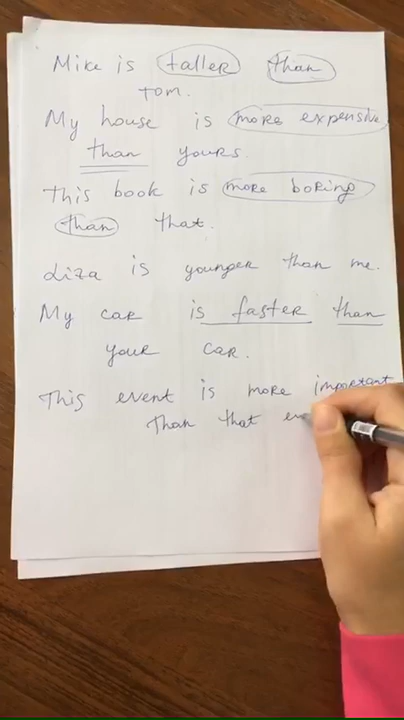 Mike is taller than
Tom.
My house is more expensive
than yours.
This book is more boring
than that.
Liza is younger than me.
My car is faster than
your car.
This event is more important
than that